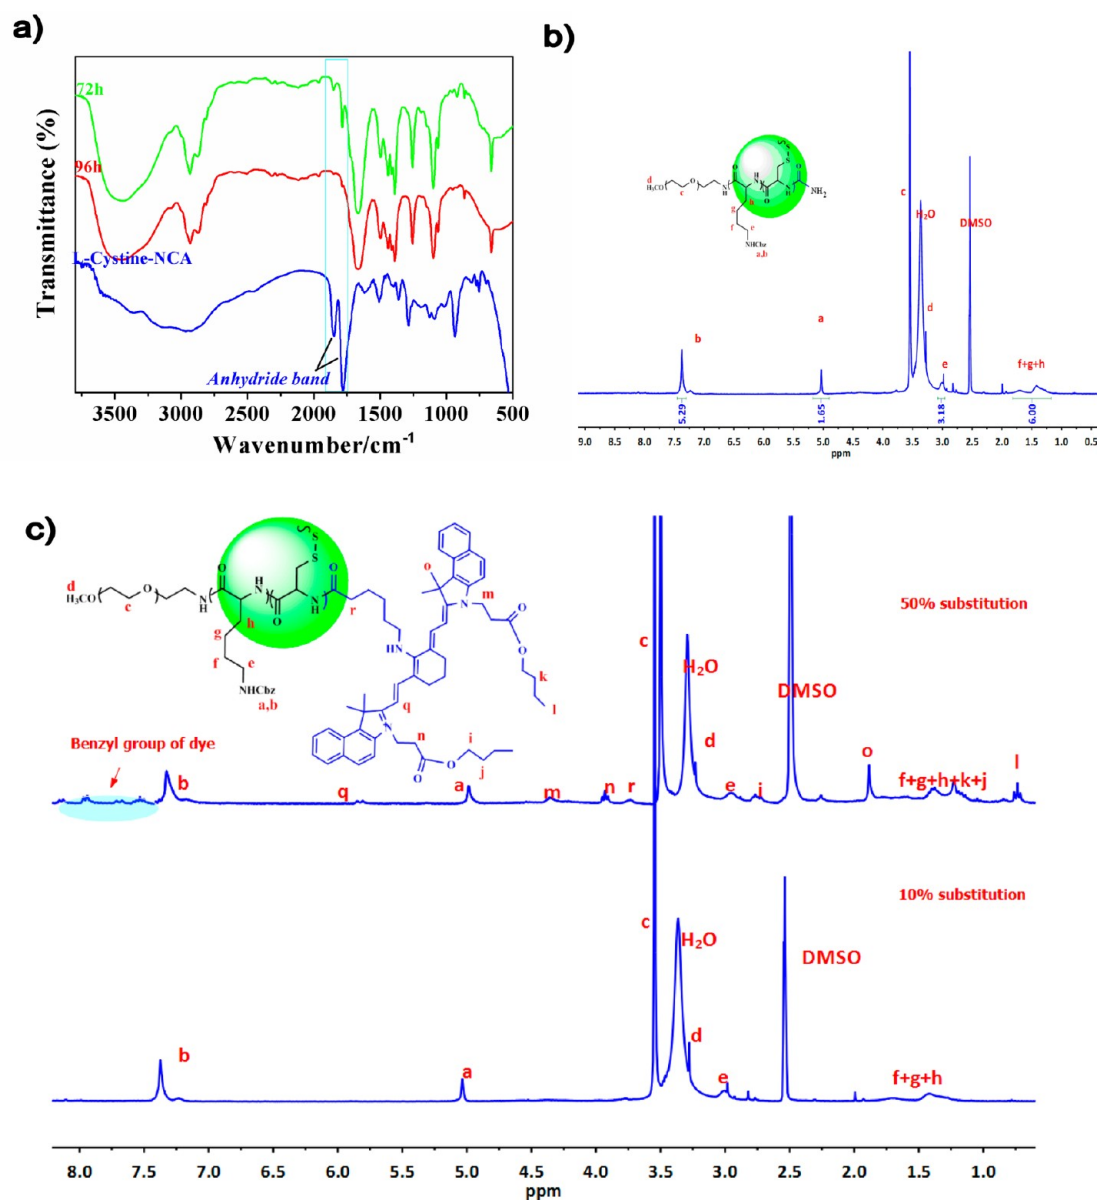 a)
72h
96h
L-Cystine-NCA
Anhydride band
Transmittance (%)
3500 3000 2500 2000 1500 1000 500
Wavenumber/cm-1
b)
O H O S S O
d H3CO c O N H N H O N H NH2
g h
f e
NHCbz
a,b
c
H2O
DMSO
d
b
a
e
f+g+h
5.29
1.65
3.18
6.00
9.0 8.5 8.0 7.5 7.0 6.5 6.0 5.5 5.0 4.5 4.0 3.5 3.0 2.5 2.0 1.5 1.0 0.5
ppm
c)
S
S
d
H3CO
c
O
N
H
g
h
f
e
NHCbz
a,b
r
HN
q
o
N
m
O
O
k
l
N
n
O
O
i
j
50% substitution
c
H2O
DMSO
d
Benzyl group of dye
b
q
a
m
n
r
e
i
o
f+g+h+k+j
l
10% substitution
c
H2O
DMSO
d
b
a
e
f+g+h
8.0 7.5 7.0 6.5 6.0 5.5 5.0 4.5 4.0 3.5 3.0 2.5 2.0 1.5 1.0
ppm